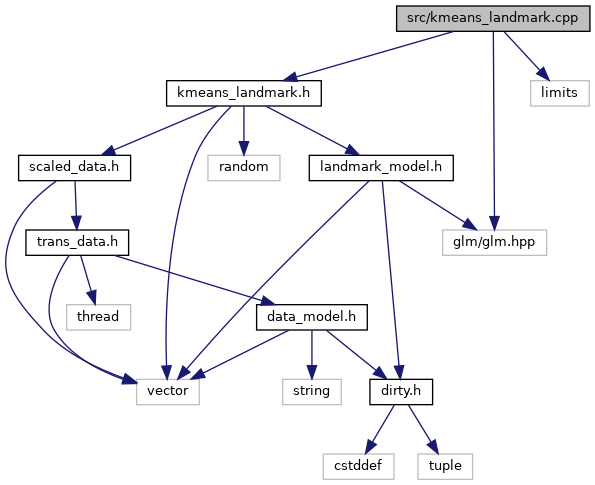 src/kmeans_landmark.cpp
kmeans_landmark.h
limits
scaled_data.h
random
landmark_model.h
trans_data.h
glm/glm.hpp
thread
data_model.h
vector
string
dirty.h
cstddef
tuple